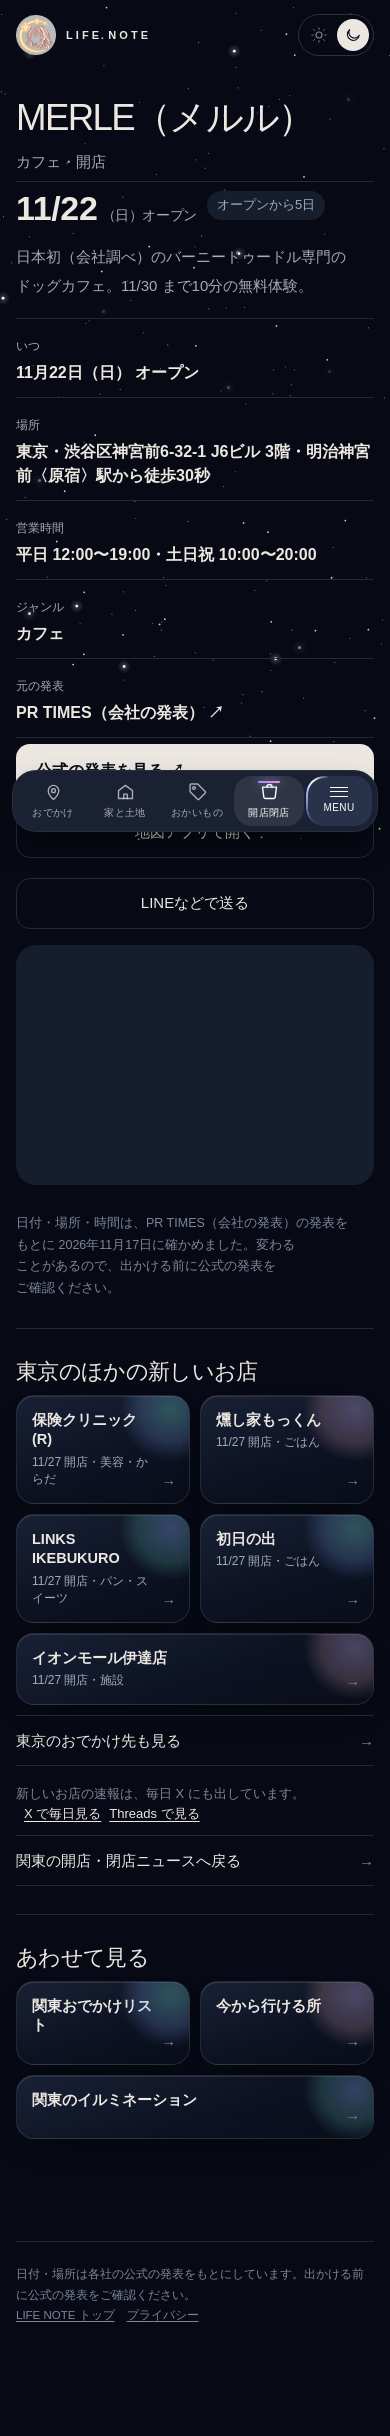 LIFE.NOTE
MERLE（メルル）
カフェ・開店
11/22 （日）オープン オープンから5日
日本初（会社調べ）のバーニードゥードル専門の
ドッグカフェ。11/30 まで10分の無料体験。
いつ
11月22日（日） オープン
場所
東京・渋谷区神宮前6-32-1 J6ビル 3階・明治神宮
前〈原宿〉駅から徒歩30秒
営業時間
平日 12:00〜19:00・土日祝 10:00〜20:00
ジャンル
カフェ
元の発表
PR TIMES（会社の発表） ↗
おでかけ 家と土地 おかいもの 開店閉店 MENU
LINEなどで送る
日付・場所・時間は、PR TIMES（会社の発表）の発表を
もとに 2026年11月17日に確かめました。変わる
ことがあるので、出かける前に公式の発表を
ご確認ください。
東京のほかの新しいお店
保険クリニック
(R)
11/27 開店・美容・か
らだ
→
燻し家もっくん
11/27 開店・ごはん
→
LINKS
IKEBUKURO
11/27 開店・パン・ス
イーツ
→
初日の出
11/27 開店・ごはん
→
イオンモール伊達店
11/27 開店・施設
→
東京のおでかけ先も見る →
新しいお店の速報は、毎日 X にも出しています。
X で毎日見る Threads で見る
関東の開店・閉店ニュースへ戻る →
あわせて見る
関東おでかけリス
ト
→
今から行ける所
→
関東のイルミネーション
→
日付・場所は各社の公式の発表をもとにしています。出かける前
に公式の発表をご確認ください。
LIFE NOTE トップ プライバシー